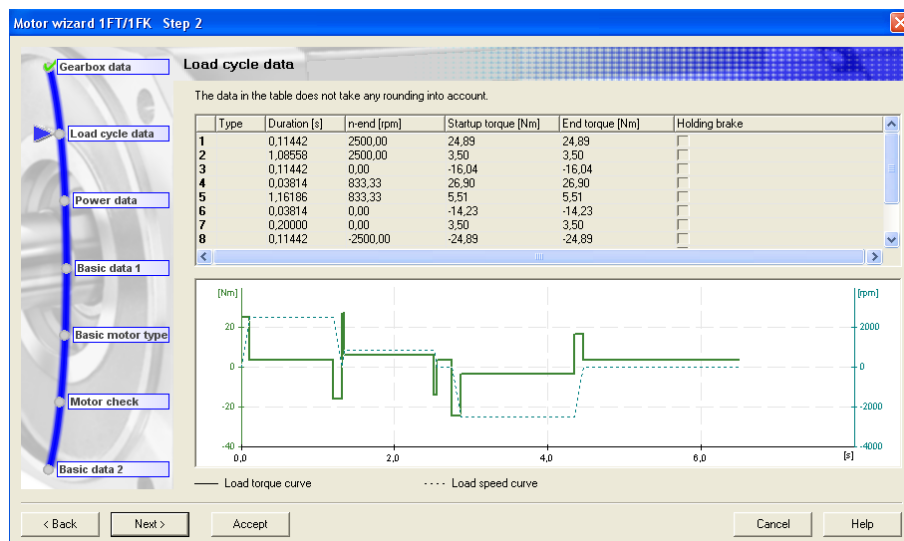 Motor wizard 1FT/1FK Step 2
Gearbox data
Load cycle data
Power data
Basic data 1
Basic motor type
Motor check
Basic data 2
Load cycle data
The data in the table does not take any rounding into account.
Type Duration [s] n-end [rpm] Startup torque [Nm] End torque [Nm] Holding brake
1 0,11442 2500,00 24,89 24,89
2 1,08558 2500,00 3,50 3,50
3 0,11442 0,00 -16,04 -16,04
4 0,03814 833,33 26,90 26,90
5 1,16186 833,33 5,51 5,51
6 0,03814 0,00 -14,23 -14,23
7 0,20000 0,00 3,50 3,50
8 0,11442 -2500,00 -24,89 -24,89
[Nm] [rpm]
20 2000
0 0
-20 -2000
-40 -4000
0,0 2,0 4,0 6,0 [s]
Load torque curve Load speed curve
< Back Next > Accept Cancel Help